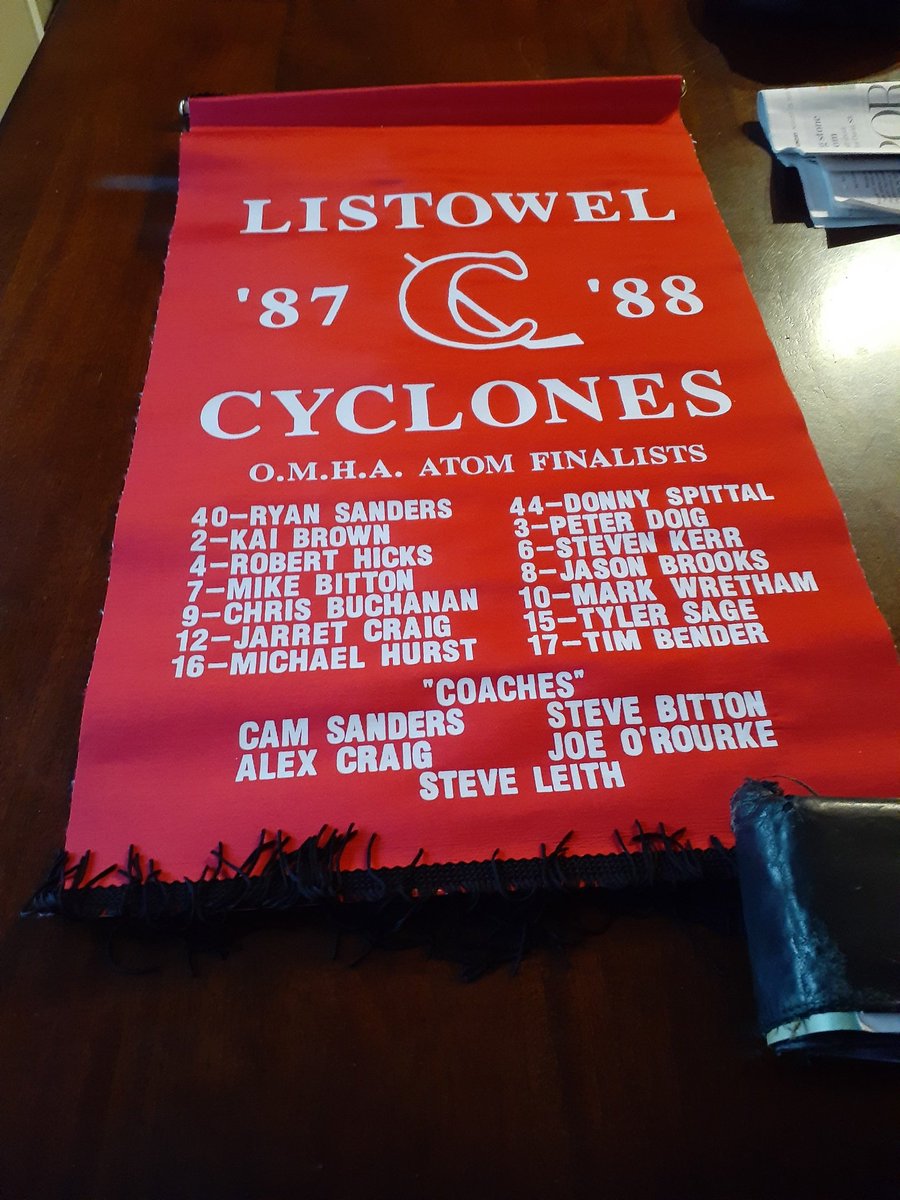 LISTOWEL
'87 C '88
CYCLONES
O.M.H.A. ATOM FINALISTS
40-RYAN SANDERS 44-DONNY SPITTAL
2-KAI BROWN 3-PETER DOIG
4-ROBERT HICKS 6-STEVEN KERR
7-MIKE BITTON 8-JASON BROOKS
9-CHRIS BUCHANAN 10-MARK WRETHAM
12-JARRET CRAIG 15-TYLER SAGE
16-MICHAEL HURST 17-TIM BENDER
"COACHES"
CAM SANDERS STEVE BITTON
ALEX CRAIG JOE O'ROURKE
STEVE LEITH